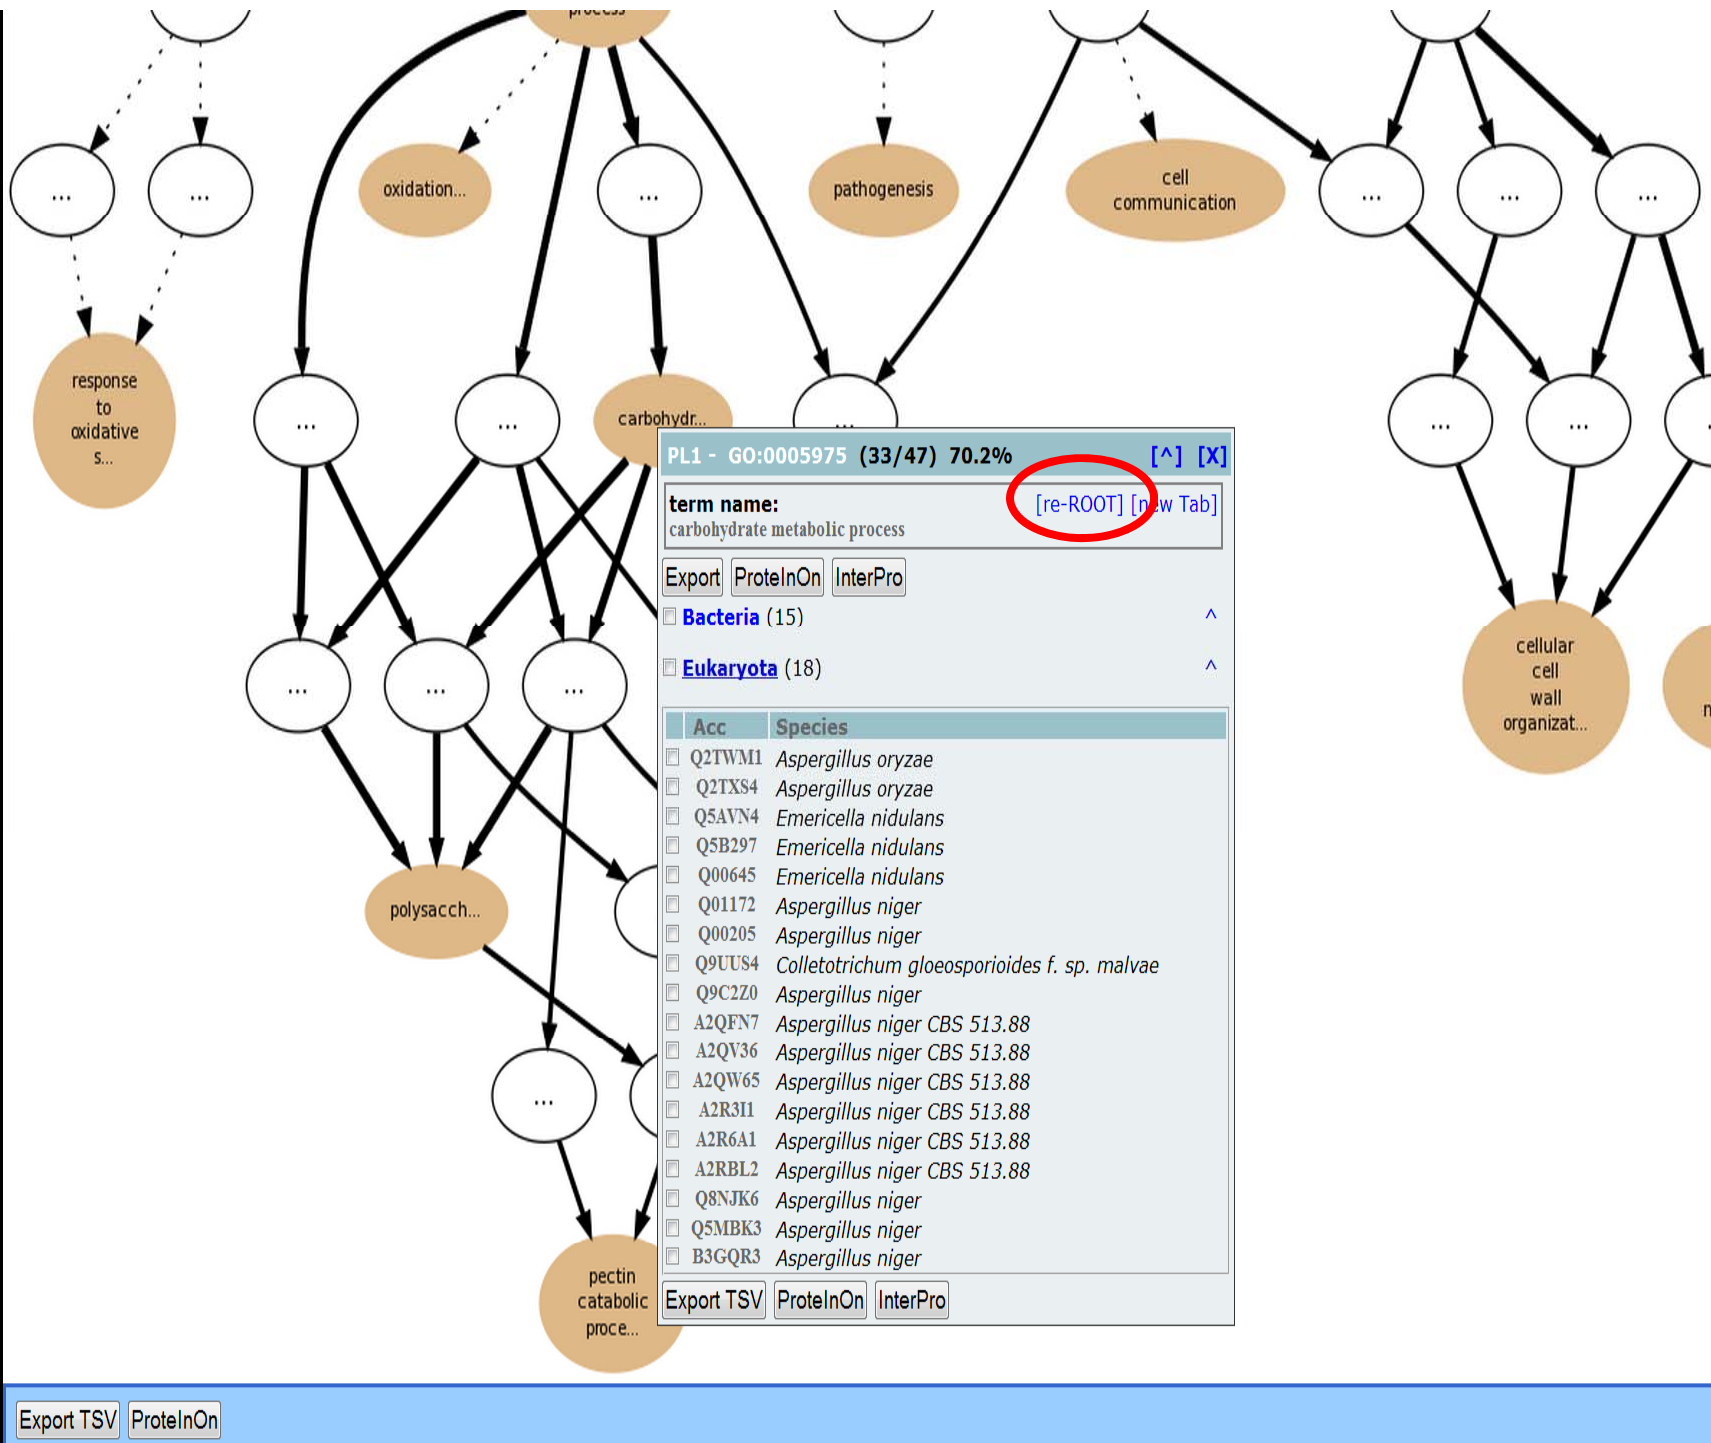 process
...
...
oxidation...
...
pathogenesis
cell
communication
...
...
...
response
to
oxidative
s...
...
...
carbohydr...
...
...
...
PL1 - GO:0005975 (33/47) 70.2% [^] [X]
term name: [re-ROOT] [new Tab]
carbohydrate metabolic process
Export ProteInOn InterPro
Bacteria (15) ^
Eukaryota (18) ^
Acc Species
Q2TWM1 Aspergillus oryzae
Q2TXS4 Aspergillus oryzae
Q5AVN4 Emericella nidulans
Q5B297 Emericella nidulans
Q00645 Emericella nidulans
Q01172 Aspergillus niger
Q00205 Aspergillus niger
Q9UUS4 Colletotrichum gloeosporioides f. sp. malvae
Q9C2Z0 Aspergillus niger
A2QFN7 Aspergillus niger CBS 513.88
A2QV36 Aspergillus niger CBS 513.88
A2QW65 Aspergillus niger CBS 513.88
A2R3I1 Aspergillus niger CBS 513.88
A2R6A1 Aspergillus niger CBS 513.88
A2RBL2 Aspergillus niger CBS 513.88
Q8NJK6 Aspergillus niger
Q5MBK3 Aspergillus niger
B3GQR3 Aspergillus niger
Export TSV ProteInOn InterPro
...
...
...
cellular
cell
wall
organizat...
polysacch...
...
pectin
catabolic
proce...
Export TSV ProteInOn